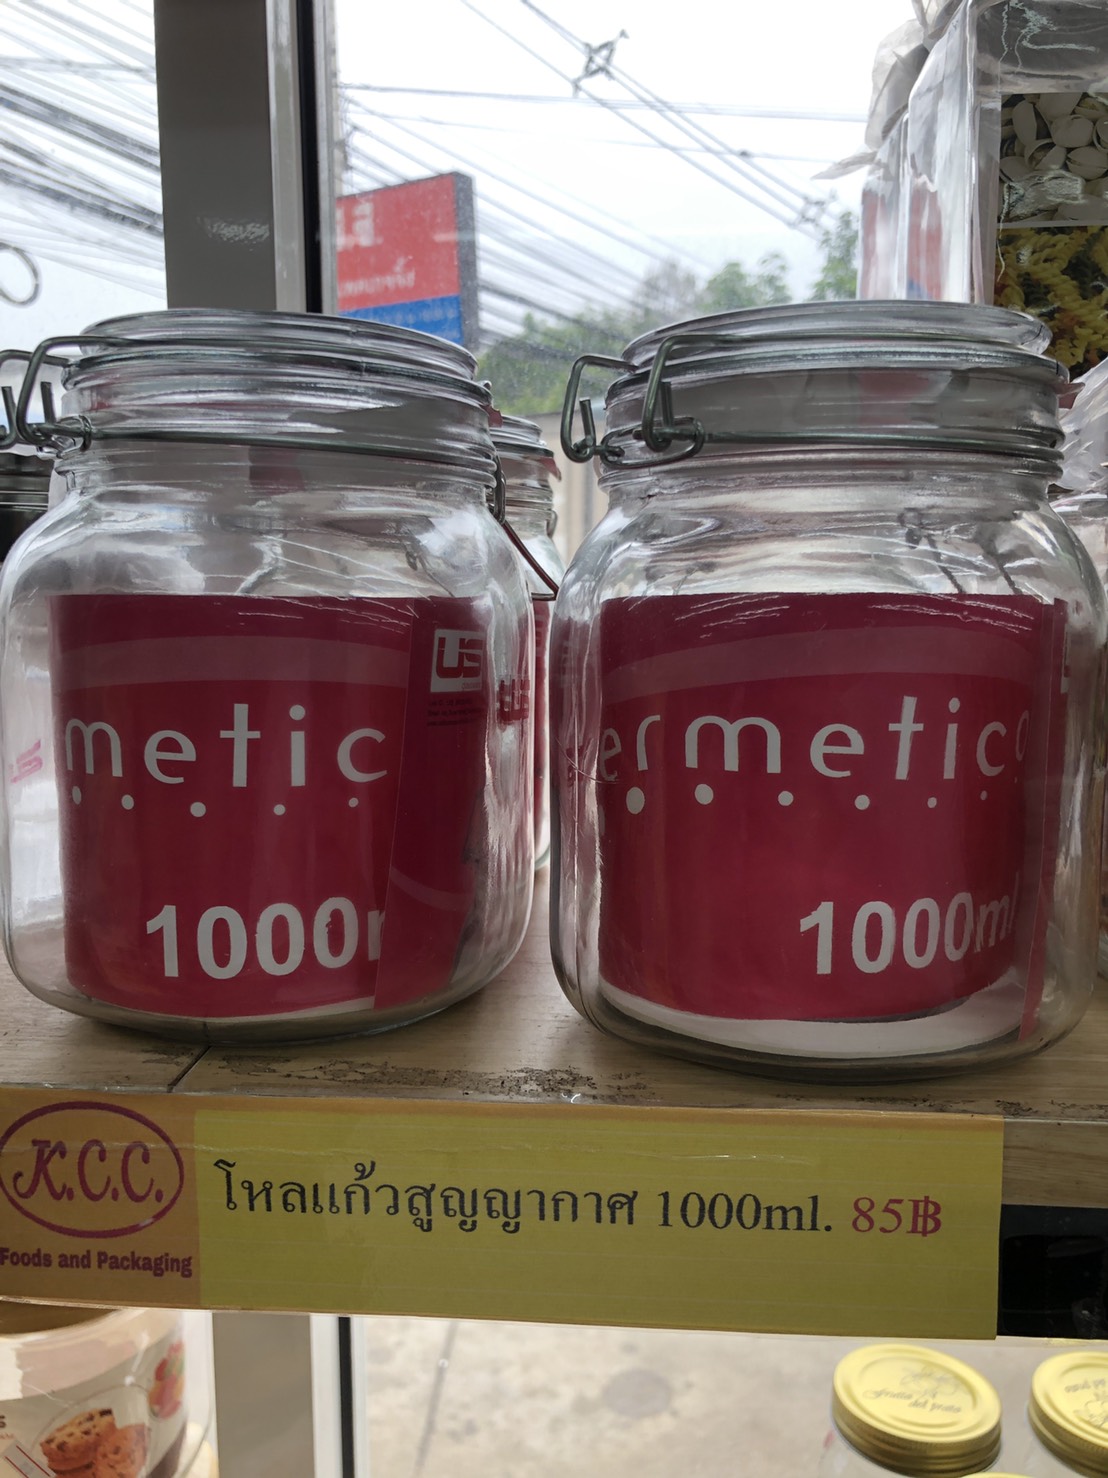 metic
1000
US
ermetic
1000ml
K.C.C.
Foods and Packaging
โหลแก้วสูญญากาศ 1000ml. 85฿